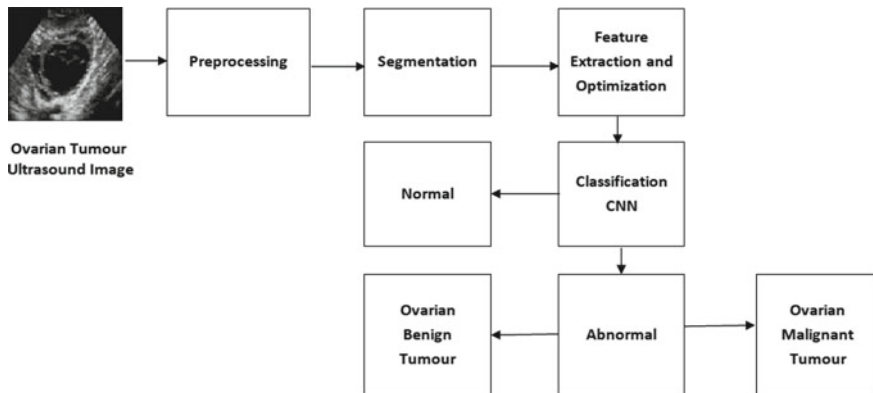 Ovarian Tumour
Ultrasound Image
Preprocessing
Segmentation
Feature
Extraction and
Optimization
Normal
Classification
CNN
Ovarian
Benign
Tumour
Abnormal
Ovarian
Malignant
Tumour